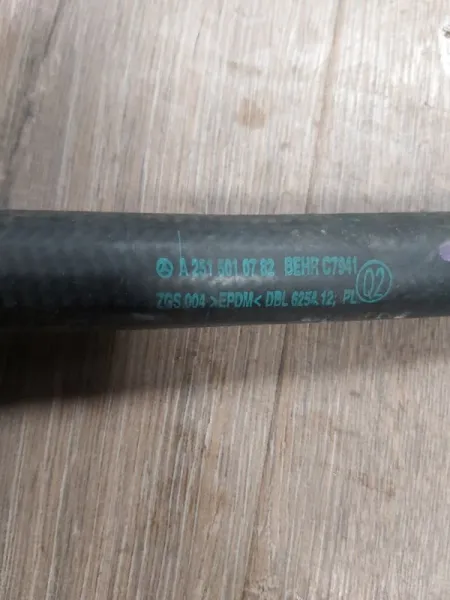 A 251 501 07 82 BEHR C7941
ZGS 004 >EPDM< DBL 6254.12, PL
02